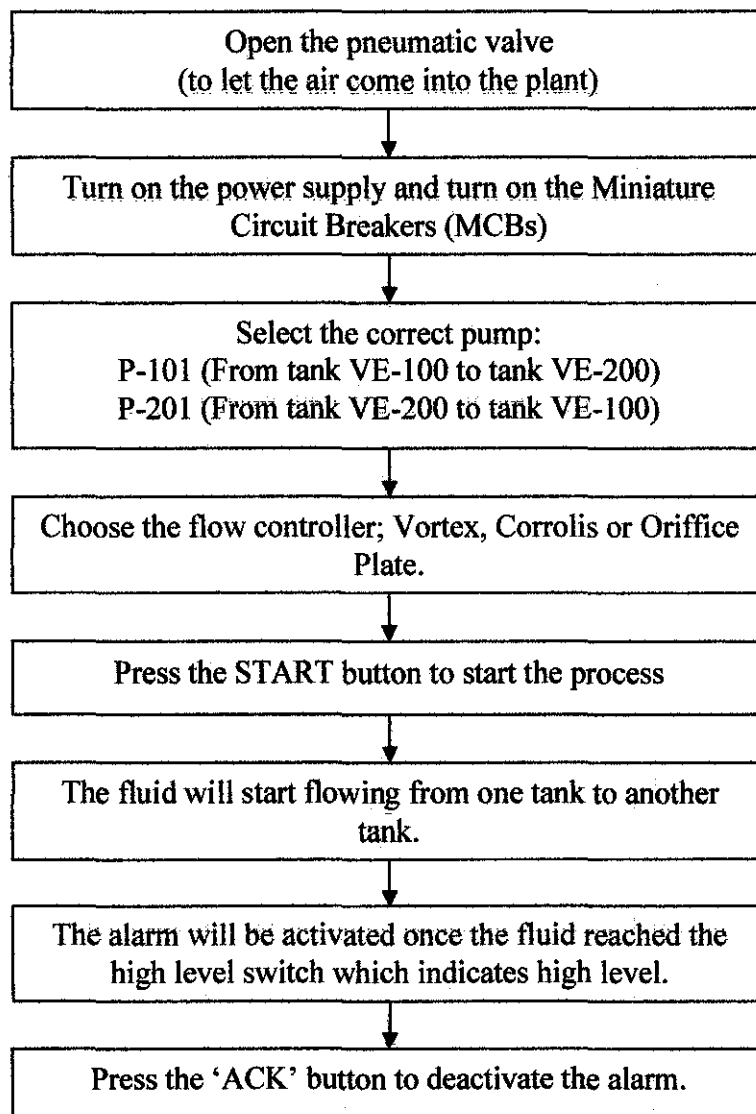 Open the pneumatic valve
(to let the air come into the plant)
Turn on the power supply and turn on the Miniature
Circuit Breakers (MCBs)
Select the correct pump:
P-101 (From tank VE-100 to tank VE-200)
P-201 (From tank VE-200 to tank VE-100)
Choose the flow controller; Vortex, Corrolis or Oriffice
Plate.
Press the START button to start the process
The fluid will start flowing from one tank to another
tank.
The alarm will be activated once the fluid reached the
high level switch which indicates high level.
Press the ‘ACK’ button to deactivate the alarm.